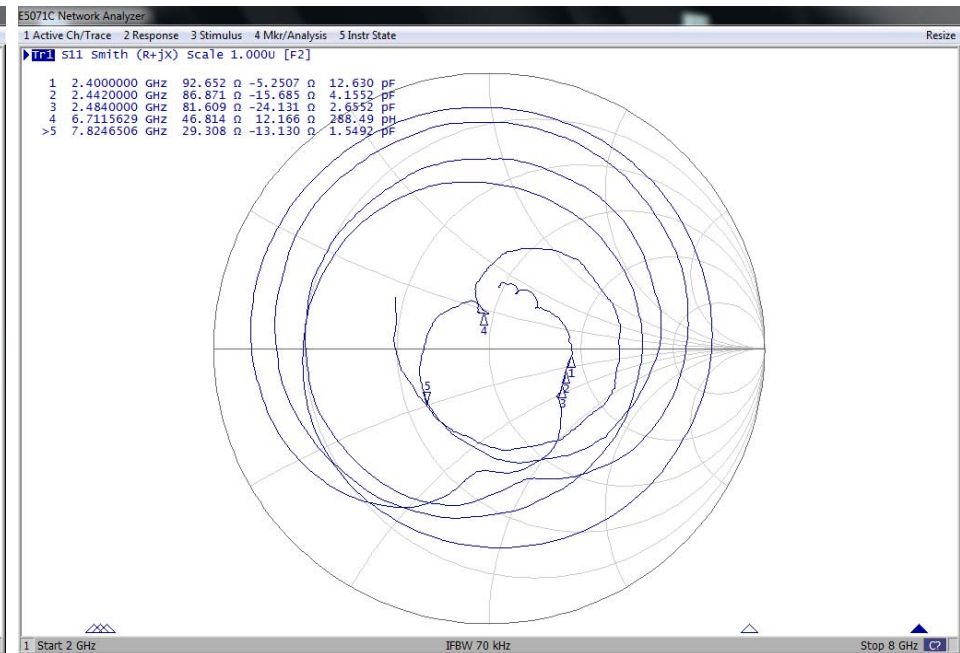 E5071C Network Analyzer
1 Active Ch/Trace 2 Response 3 Stimulus 4 Mkr/Analysis 5 Instr State Resize
Tr1 S11 Smith (R+jX) Scale 1.000U [F2]
1 2.4000000 GHz 92.652 Ω -5.2507 Ω 12.630 pF
2 2.4420000 GHz 86.871 Ω -15.685 Ω 4.1552 pF
3 2.4840000 GHz 81.609 Ω -24.131 Ω 2.6552 pF
4 6.7115629 GHz 46.814 Ω 12.166 Ω 288.49 pH
>5 7.8246506 GHz 29.308 Ω -13.130 Ω 1.5492 pF
4
1
5
2
3
1 Start 2 GHz IFBW 70 kHz Stop 8 GHz C?